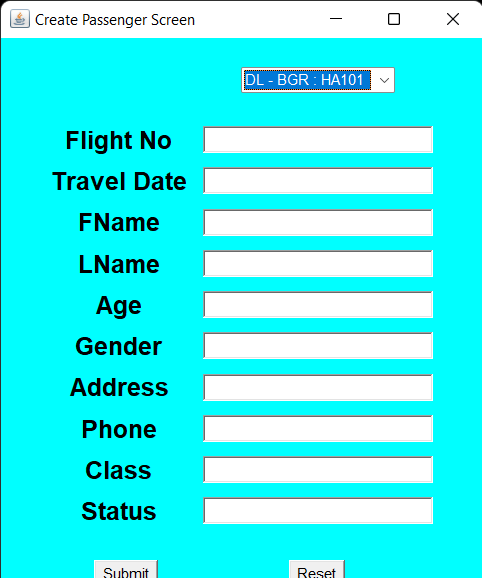 Create Passenger Screen
DL - BGR : HA101
Flight No
Travel Date
FName
LName
Age
Gender
Address
Phone
Class
Status
Submit Reset